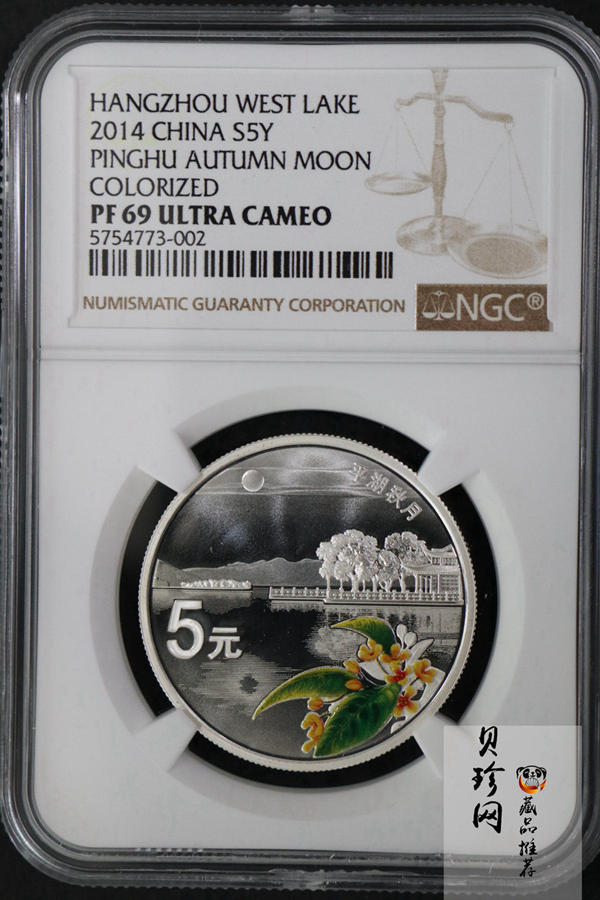 HANGZHOU WEST LAKE
2014 CHINA S5Y
PINGHU AUTUMN MOON
COLORIZED
PF 69 ULTRA CAMEO
5754773-002
NUMISMATIC GUARANTY CORPORATION
NGC®
平湖秋月
5元
贝珍网
藏品推荐